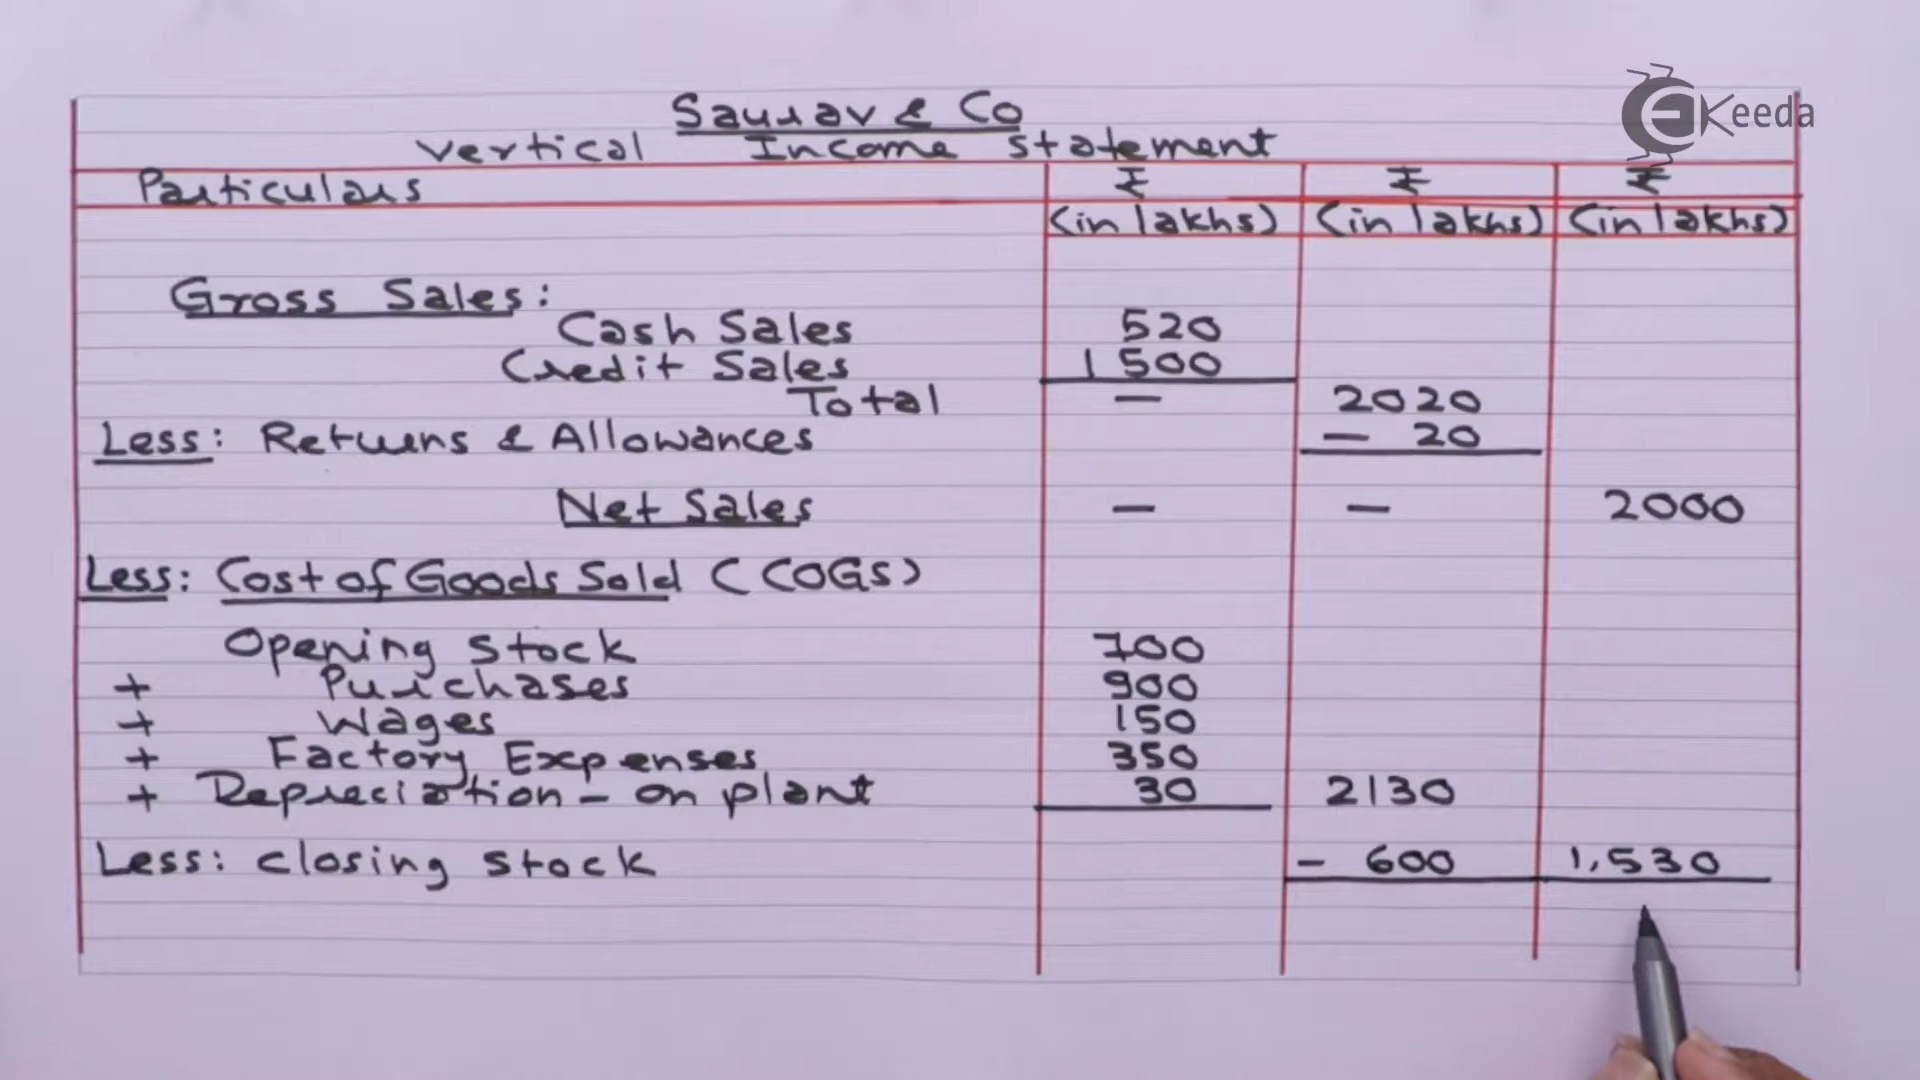 Keeda
Saurav & Co
Vertical Income Statement
Particulars ₹ ₹ ₹
(in lakhs) (in lakhs) (in lakhs)
Gross Sales:
Cash Sales 520
Credit Sales 1500
Total — 2020
Less: Returns & Allowances — 20
Net Sales — — 2000
Less: Cost of Goods Sold (COGS)
Opening stock 700
+ Purchases 900
+ Wages 150
+ Factory Expenses 350
+ Depreciation - on plant 30 2130
Less: closing stock - 600 1,530